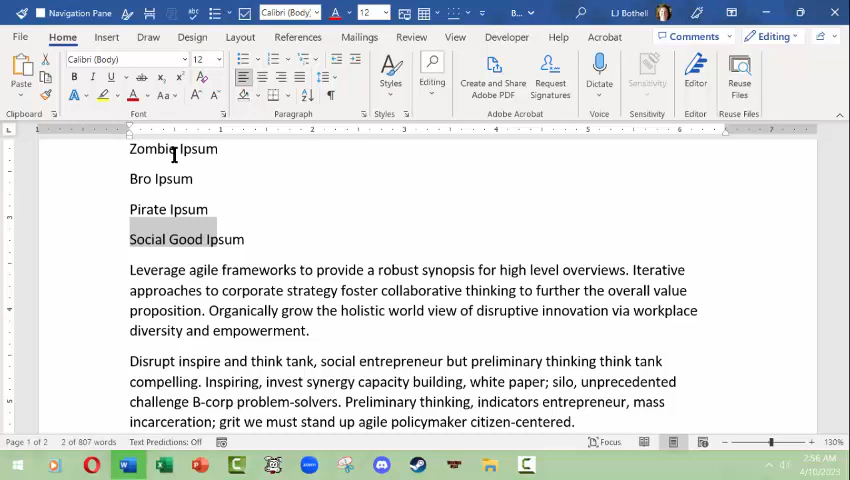 Navigation Pane
Calibri (Body)
12
B...
LJ Bothell
File Home Insert Draw Design Layout References Mailings Review View Developer Help Acrobat
Comments Editing
Paste
Calibri (Body)
12
Styles
Editing
Create and Share
Adobe PDF
Request
Signatures
Dictate
Sensitivity
Editor
Reuse
Files
Clipboard Font Paragraph Styles Adobe Acrobat Voice Sensitivity Editor Reuse Files
Zombie Ipsum
Bro Ipsum
Pirate Ipsum
Social Good Ipsum
Leverage agile frameworks to provide a robust synopsis for high level overviews. Iterative
approaches to corporate strategy foster collaborative thinking to further the overall value
proposition. Organically grow the holistic world view of disruptive innovation via workplace
diversity and empowerment.
Disrupt inspire and think tank, social entrepreneur but preliminary thinking think tank
compelling. Inspiring, invest synergy capacity building, white paper; silo, unprecedented
challenge B-corp problem-solvers. Preliminary thinking, indicators entrepreneur, mass
incarceration; grit we must stand up agile policymaker citizen-centered.
Page 1 of 2 2 of 807 words Text Predictions: Off Focus 130%
2:56 AM
4/10/2023